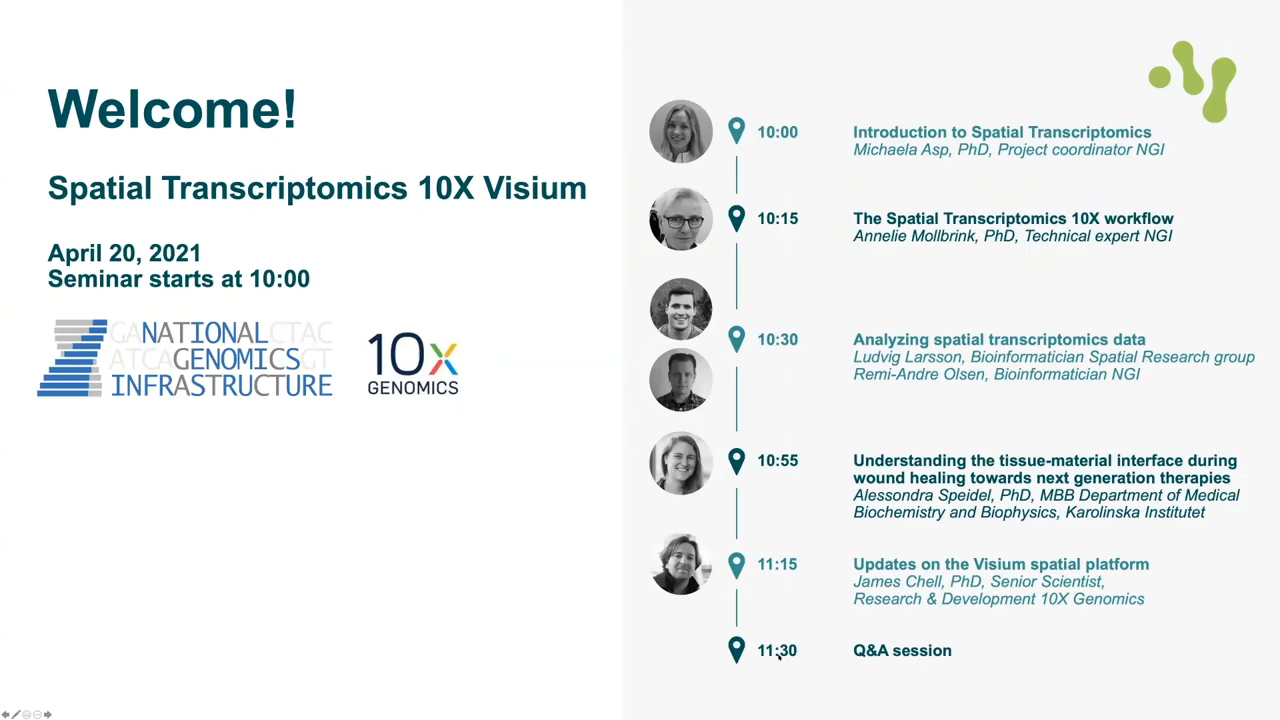 Welcome!
Spatial Transcriptomics 10X Visium
April 20, 2021
Seminar starts at 10:00
GANATIONALCTAC
ATCAGENOMICSGT
INFRASTRUCTURE
10x
GENOMICS
10:00
Introduction to Spatial Transcriptomics
Michaela Asp, PhD, Project coordinator NGI
10:15
The Spatial Transcriptomics 10X workflow
Annelie Mollbrink, PhD, Technical expert NGI
10:30
Analyzing spatial transcriptomics data
Ludvig Larsson, Bioinformatician Spatial Research group
Remi-Andre Olsen, Bioinformatician NGI
10:55
Understanding the tissue-material interface during
wound healing towards next generation therapies
Alessondra Speidel, PhD, MBB Department of Medical
Biochemistry and Biophysics, Karolinska Institutet
11:15
Updates on the Visium spatial platform
James Chell, PhD, Senior Scientist,
Research & Development 10X Genomics
11:30
Q&A session